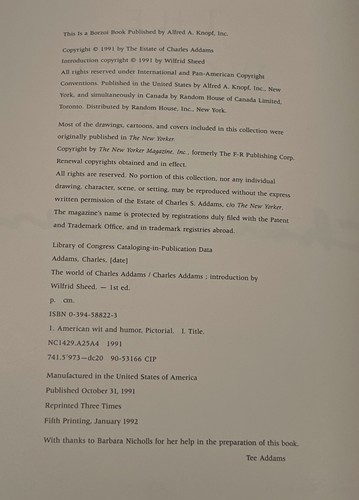 This is a Borzoi Book Published by Alfred A. Knopf, Inc.
Copyright © 1991 by The Estate of Charles Addams
Introduction copyright © 1991 by Wilfrid Sheed
All rights reserved under International and Pan-American Copyright
Conventions. Published in the United States by Alfred A. Knopf, Inc., New
York, and simultaneously in Canada by Random House of Canada Limited,
Toronto. Distributed by Random House, Inc., New York.
Most of the drawings, cartoons, and covers included in this collection were
originally published in The New Yorker.
Copyright by The New Yorker Magazine, Inc., formerly The F-R Publishing Corp.
Renewal copyrights obtained and in effect.
All rights are reserved. No portion of this collection, nor any individual
drawing, character, scene, or setting, may be reproduced without the express
written permission of the Estate of Charles S. Addams, c/o The New Yorker.
The magazine's name is protected by registrations duly filed with the Patent
and Trademark Office, and in trademark registries abroad.
Library of Congress Cataloging-in-Publication Data
Addams, Charles, [date]
The world of Charles Addams / Charles Addams ; introduction by
Wilfrid Sheed. — 1st ed.
p. cm.
ISBN 0-394-58822-3
1. American wit and humor, Pictorial. I. Title.
NC1429.A25A4 1991
741.5'973—dc20 90-53166 CIP
Manufactured in the United States of America
Published October 31, 1991
Reprinted Three Times
Fifth Printing, January 1992
With thanks to Barbara Nicholls for her help in the preparation of this book.
Tee Addams